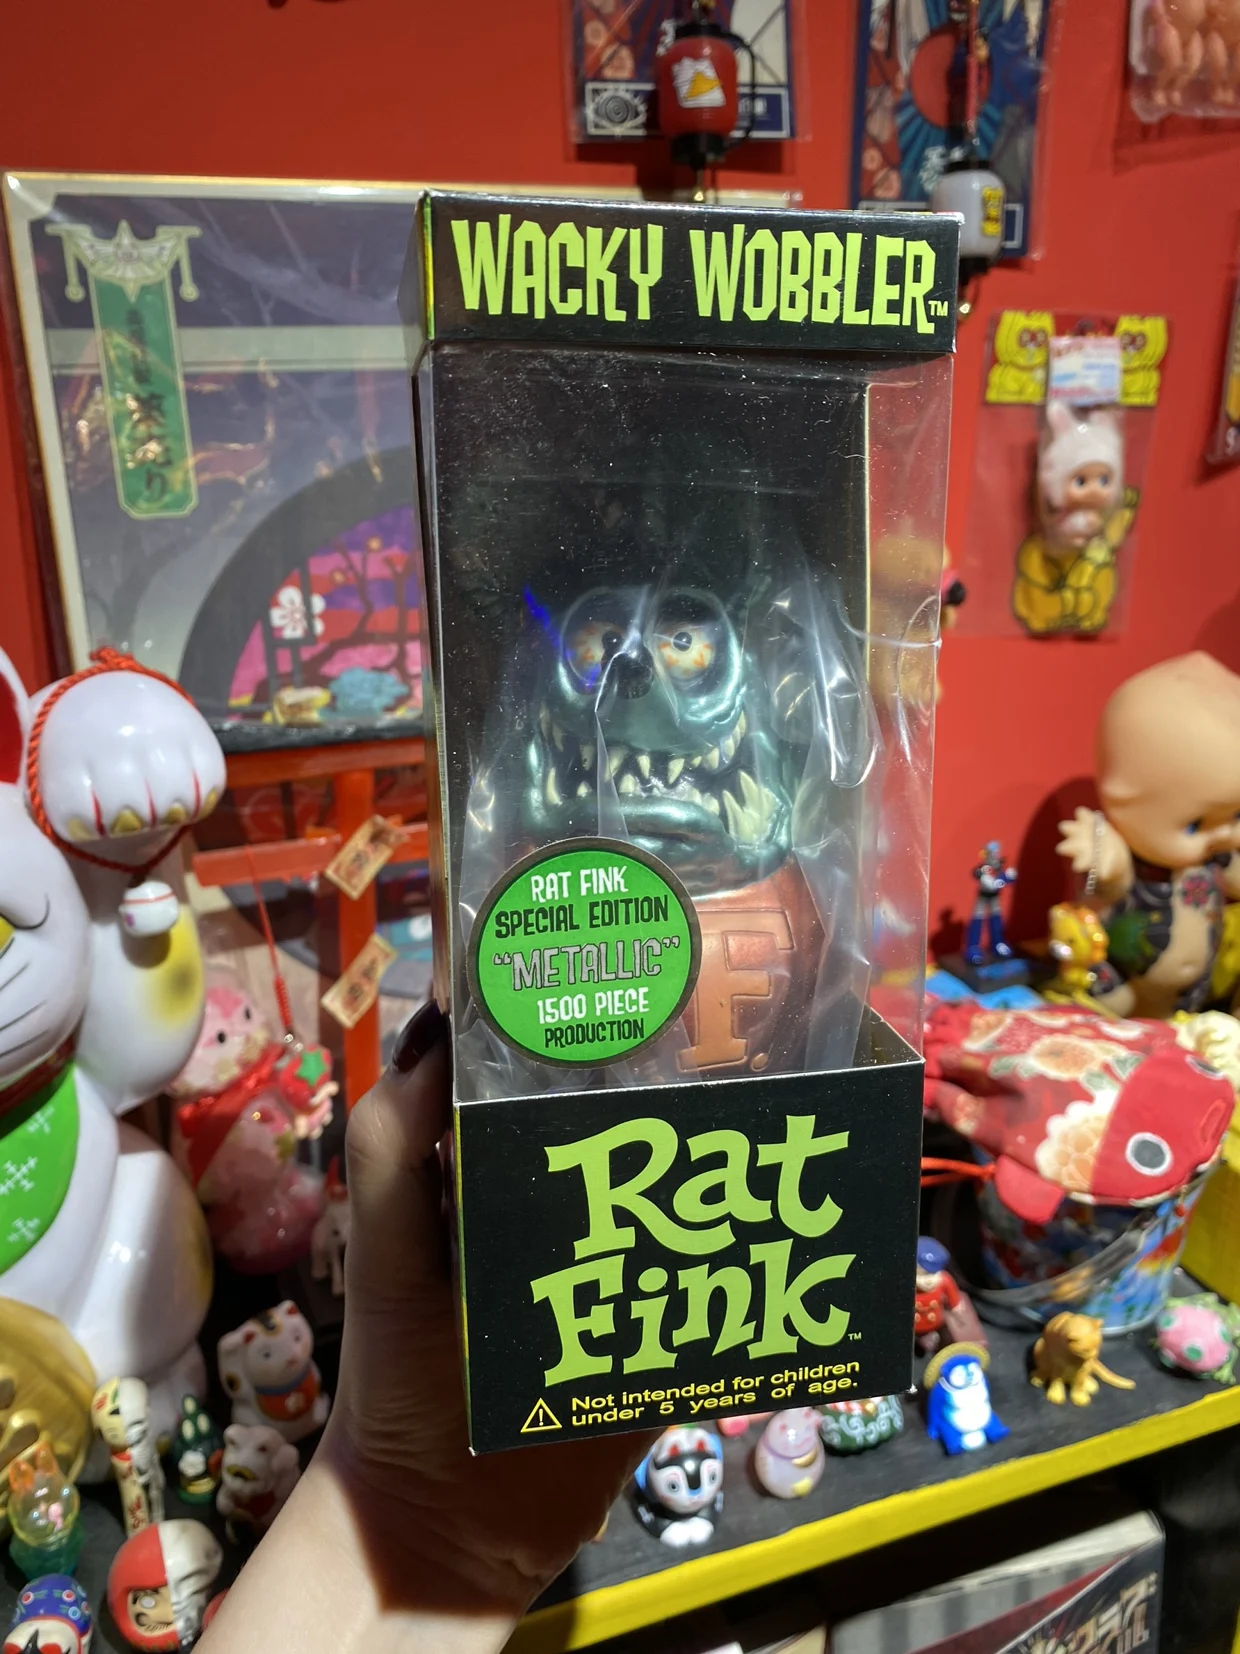 WACKY WOBBLER™
RAT FINK
SPECIAL EDITION
"METALLIC"
1500 PIECE
PRODUCTION
F.
Rat
Fink™
Not intended for children
under 5 years of age.